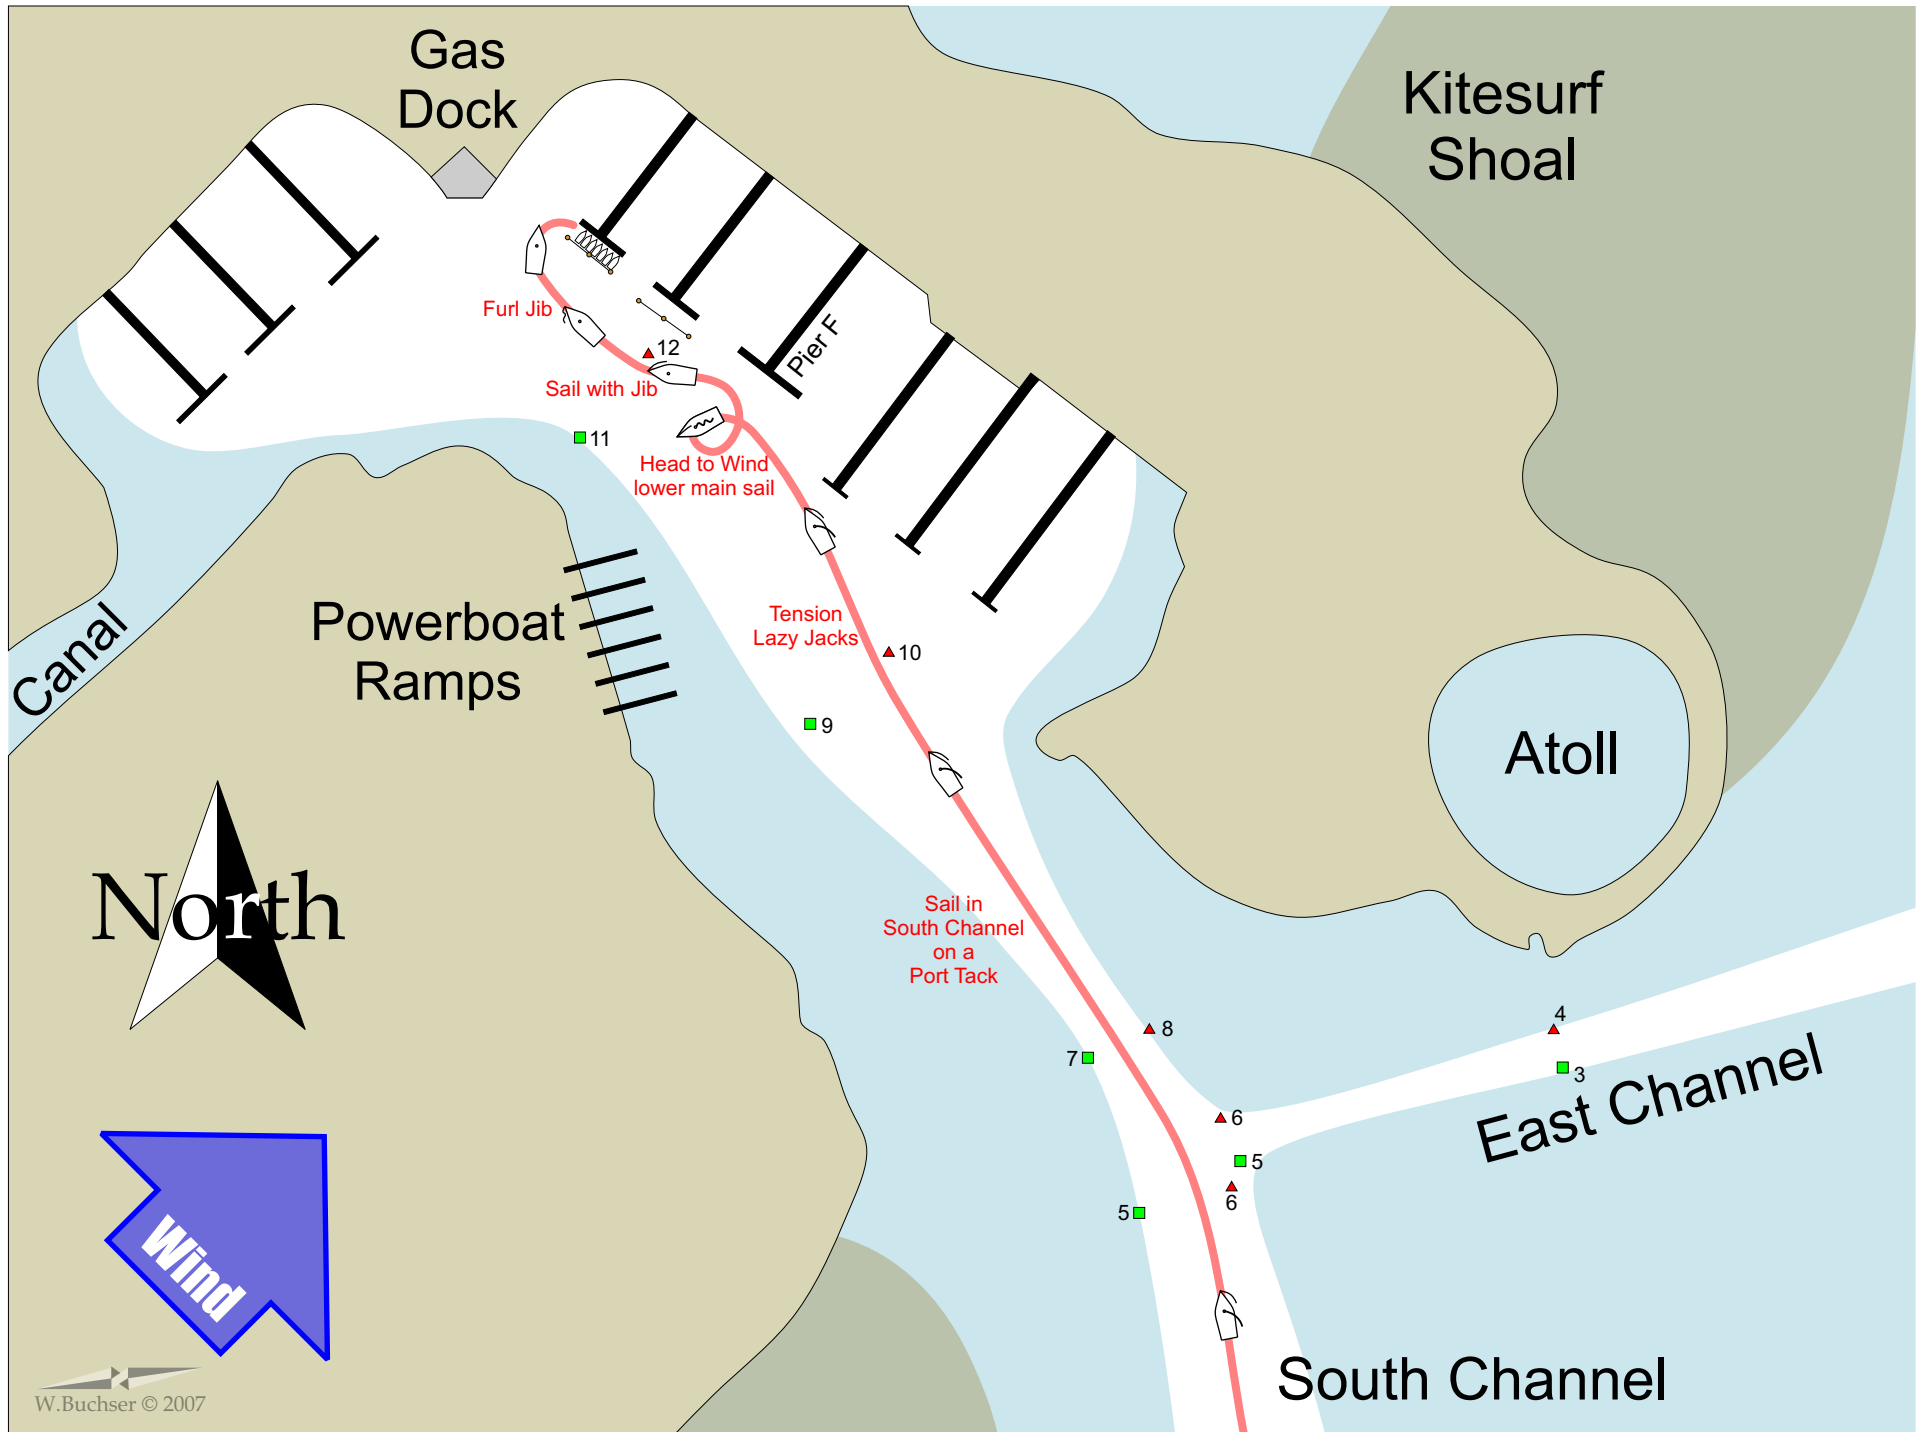 Gas
Dock
Kitesurf
Shoal
Furl Jib
12
Pier F
Sail with Jib
11
Head to Wind
lower main sail
Canal
Powerboat
Ramps
Tension
Lazy Jacks
10
9
Atoll
North
Sail in
South Channel
on a
Port Tack
8
7
4
3
East Channel
6
5
6
5
Wind
South Channel
W.Buchser © 2007